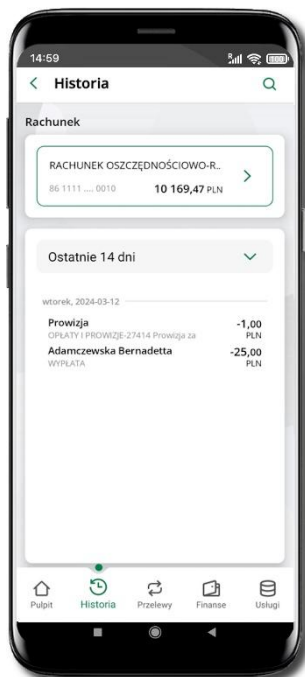 14:59
Historia
Rachunek
RACHUNEK OSZCZĘDNOŚCIOWO-R..
86 1111 .... 0010 10 169,47 PLN
Ostatnie 14 dni
wtorek, 2024-03-12
Prowizja -1,00
OPŁATY I PROWIZJE-27414 Prowizja za PLN
Adamczewska Bernadetta -25,00
WYPŁATA PLN
Pulpit Historia Przelewy Finanse Usługi